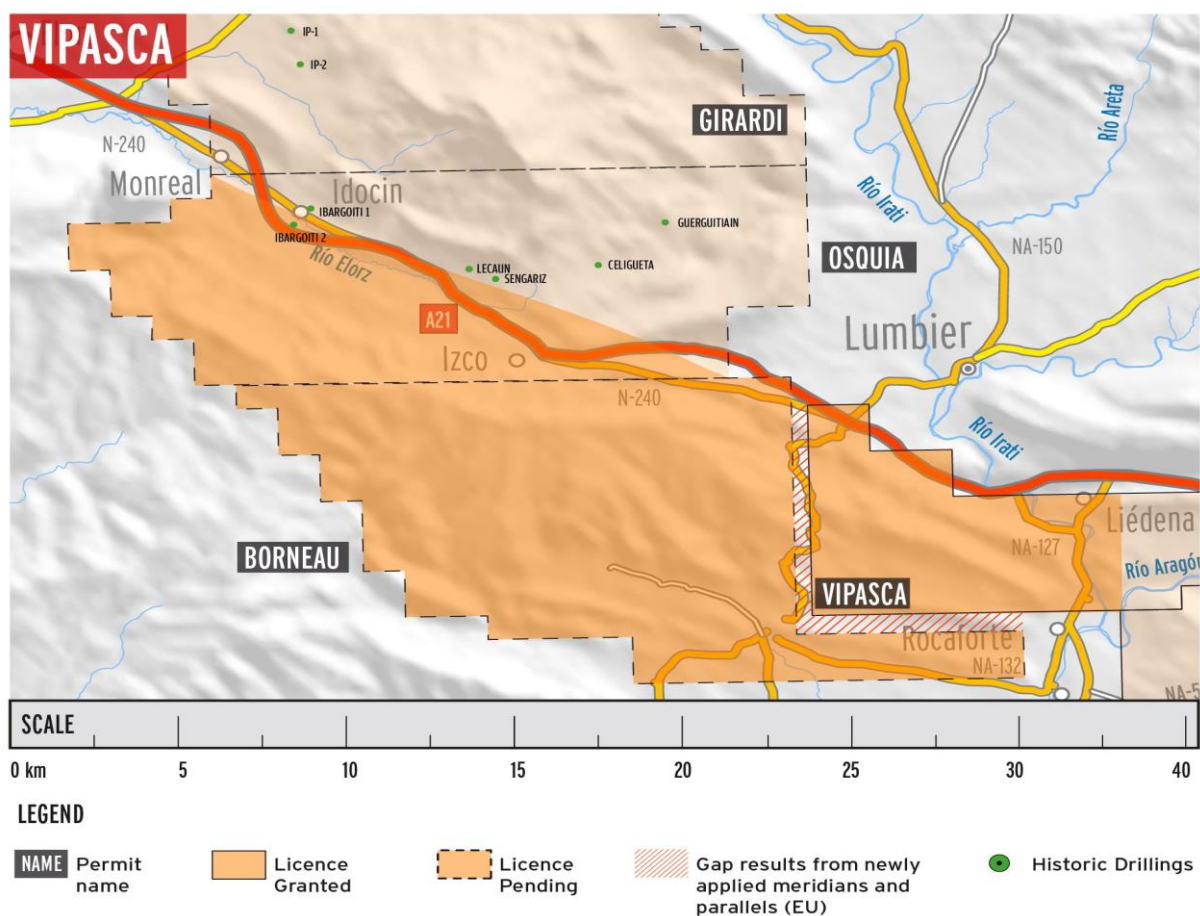 VIPASCA
IP-1
IP-2
GIRARDI
Río Areta
N-240
Monreal
Idocin
Río Irati
IBARGOITI 1
IBARGOITI 2
GUERGUITIAIN
Río Elorz
OSQUIA
NA-150
LECAUN
CELIGUETA
SENGARIZ
A21
Lumbier
Izco
N-240
Río Irati
Liédena
BORNEAU
NA-127
Río Aragón
VIPASCA
Rocaforte
NA-132
NA-5
SCALE
0 km 5 10 15 20 25 30 35 40
LEGEND
NAME Permit name
Licence Granted
Licence Pending
Gap results from newly applied meridians and parallels (EU)
Historic Drillings